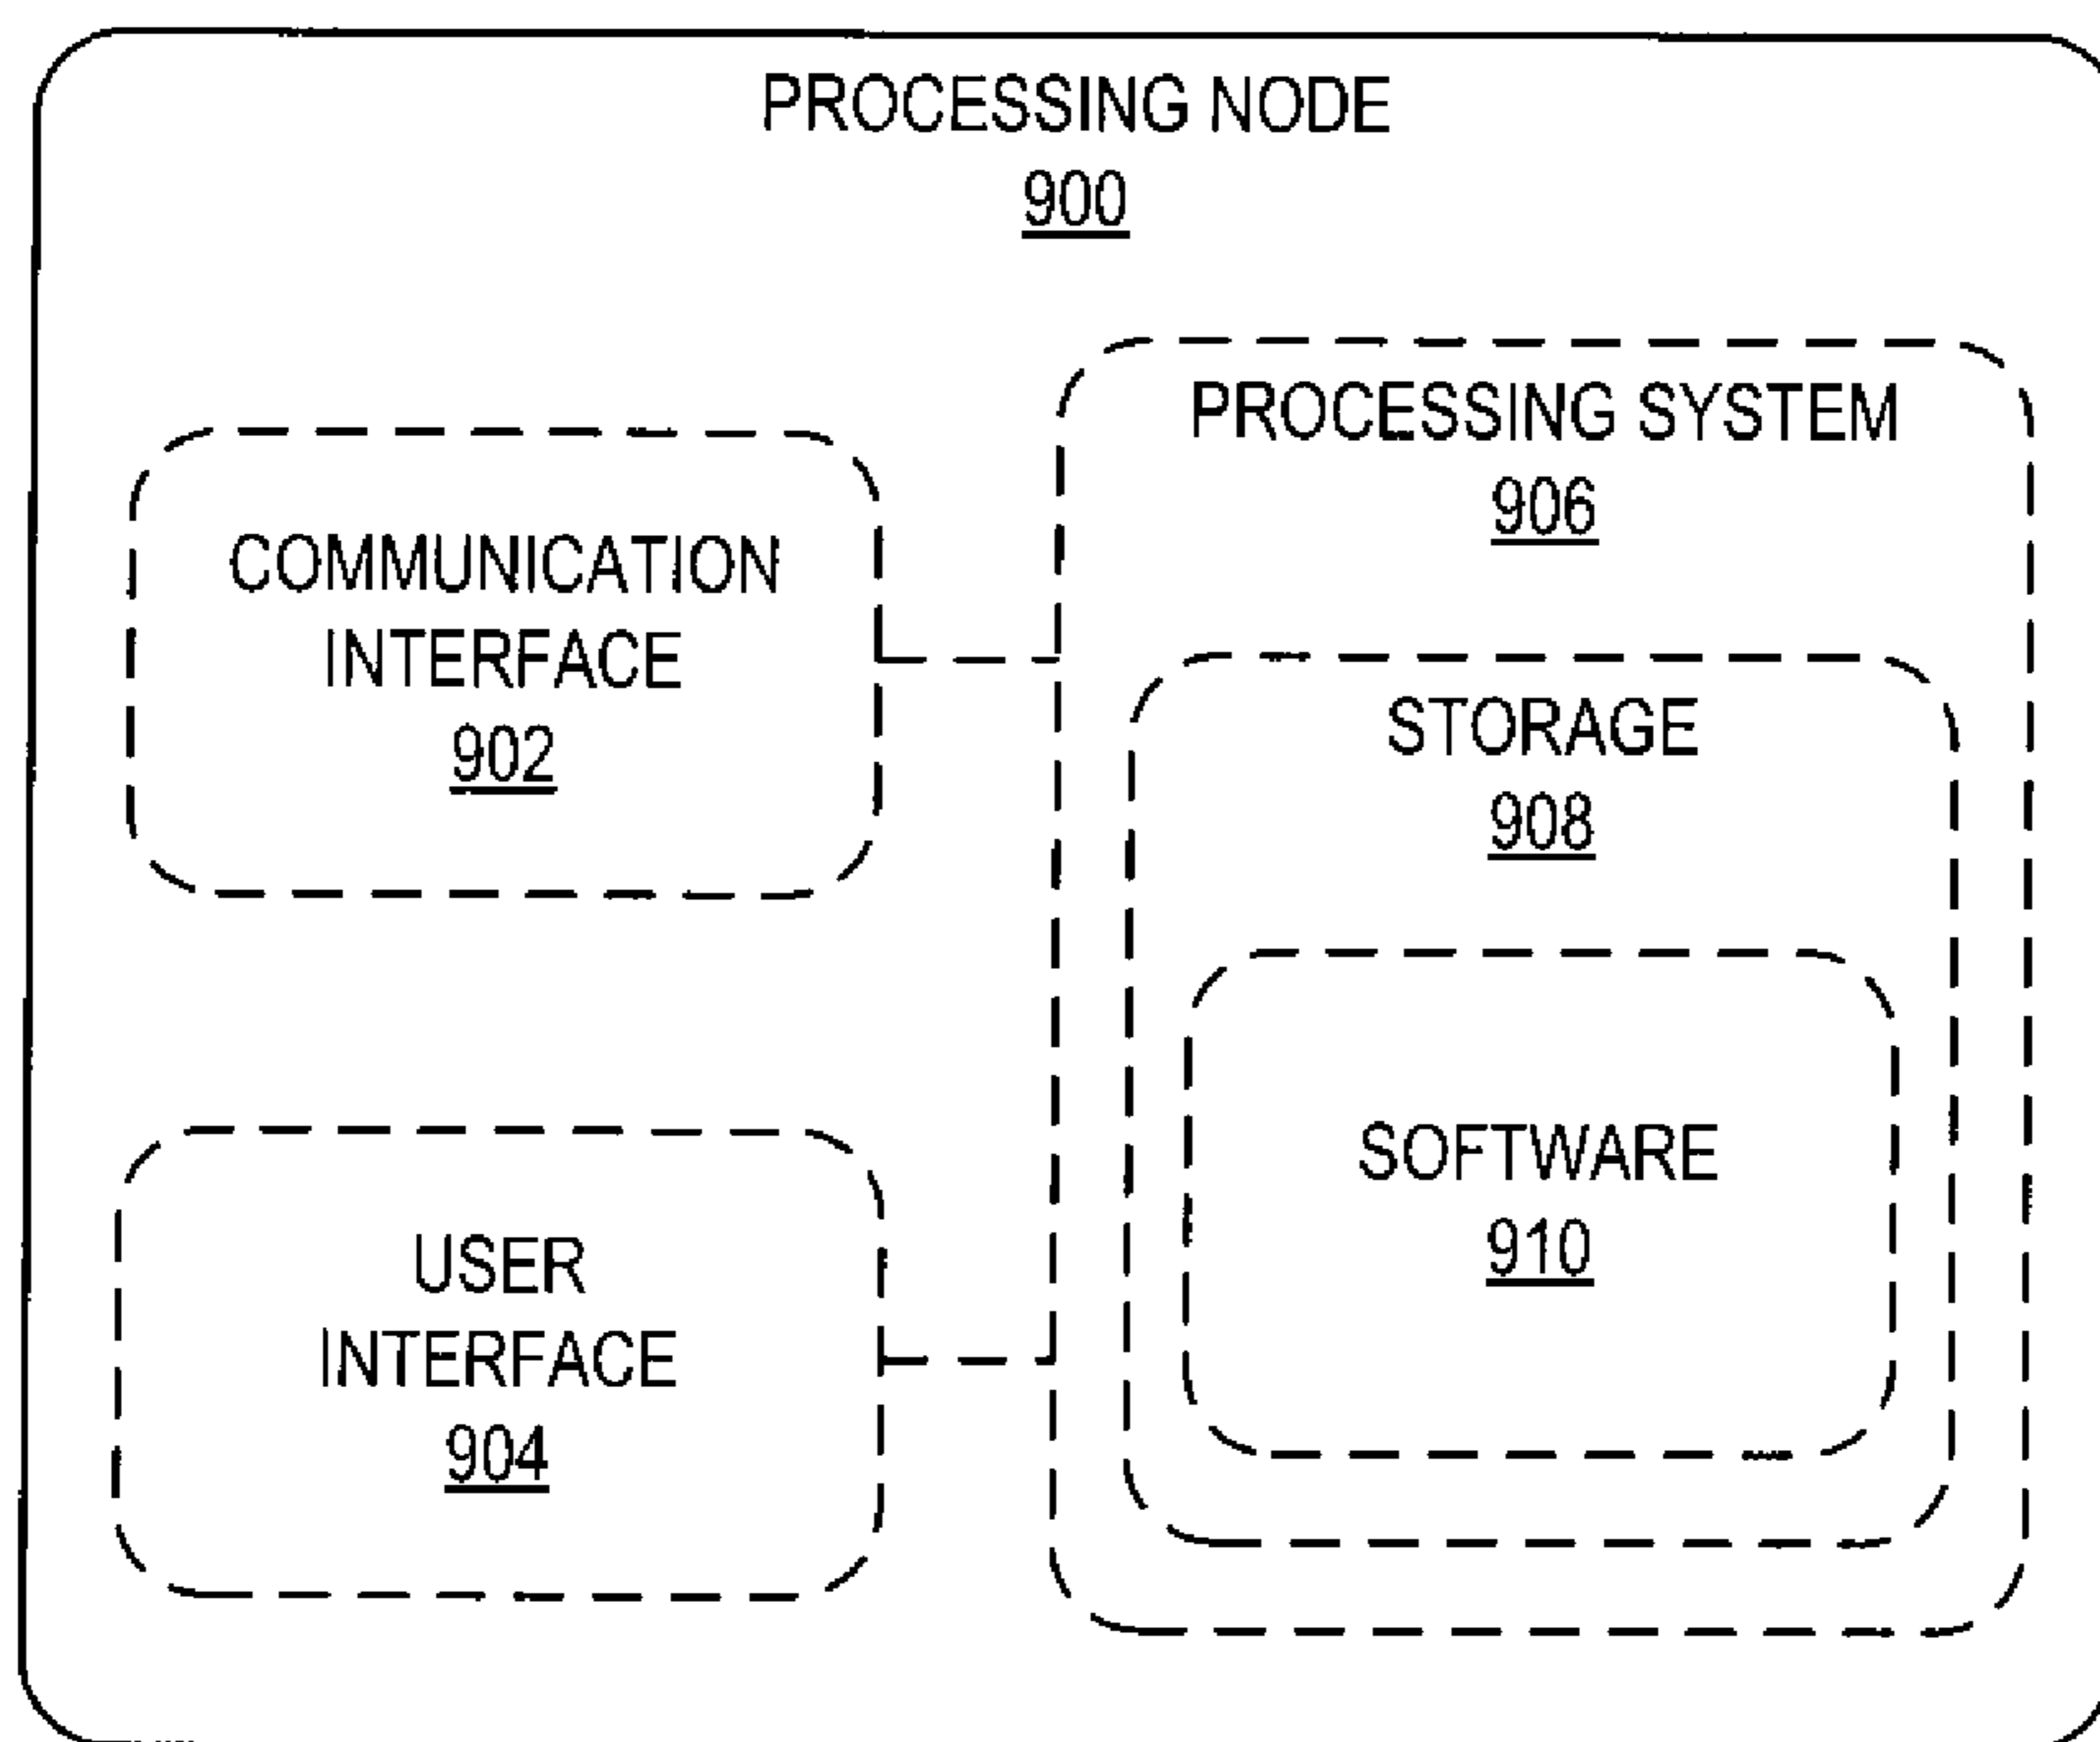 PROCESSING NODE
900
COMMUNICATION
INTERFACE
902
USER
INTERFACE
904
PROCESSING SYSTEM
906
STORAGE
908
SOFTWARE
910